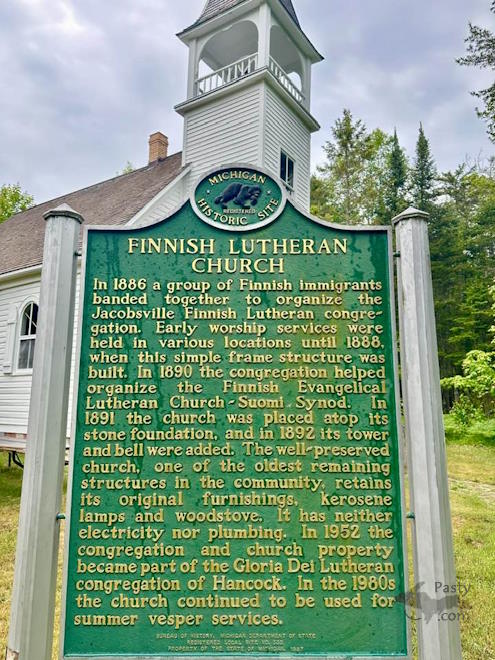 MICHIGAN
REGISTERED
HISTORIC SITE
FINNISH LUTHERAN
CHURCH
In 1886 a group of Finnish immigrants
banded together to organize the
Jacobsville Finnish Lutheran congre-
gation. Early worship services were
held in various locations until 1888,
when this simple frame structure was
built. In 1890 the congregation helped
organize the Finnish Evangelical
Lutheran Church-Suomi Synod. In
1891 the church was placed atop its
stone foundation, and in 1892 its tower
and bell were added. The well-preserved
church, one of the oldest remaining
structures in the community, retains
its original furnishings, kerosene
lamps and woodstove. It has neither
electricity nor plumbing. In 1952 the
congregation and church property
became part of the Gloria Dei Lutheran
congregation of Hancock. In the 1980s
the church continued to be used for
summer vesper services.
BUREAU OF HISTORY, MICHIGAN DEPARTMENT OF STATE
REGISTERED LOCAL SITE NO.
PROPERTY OF THE STATE OF MICHIGAN, 1987
Pasty
.com